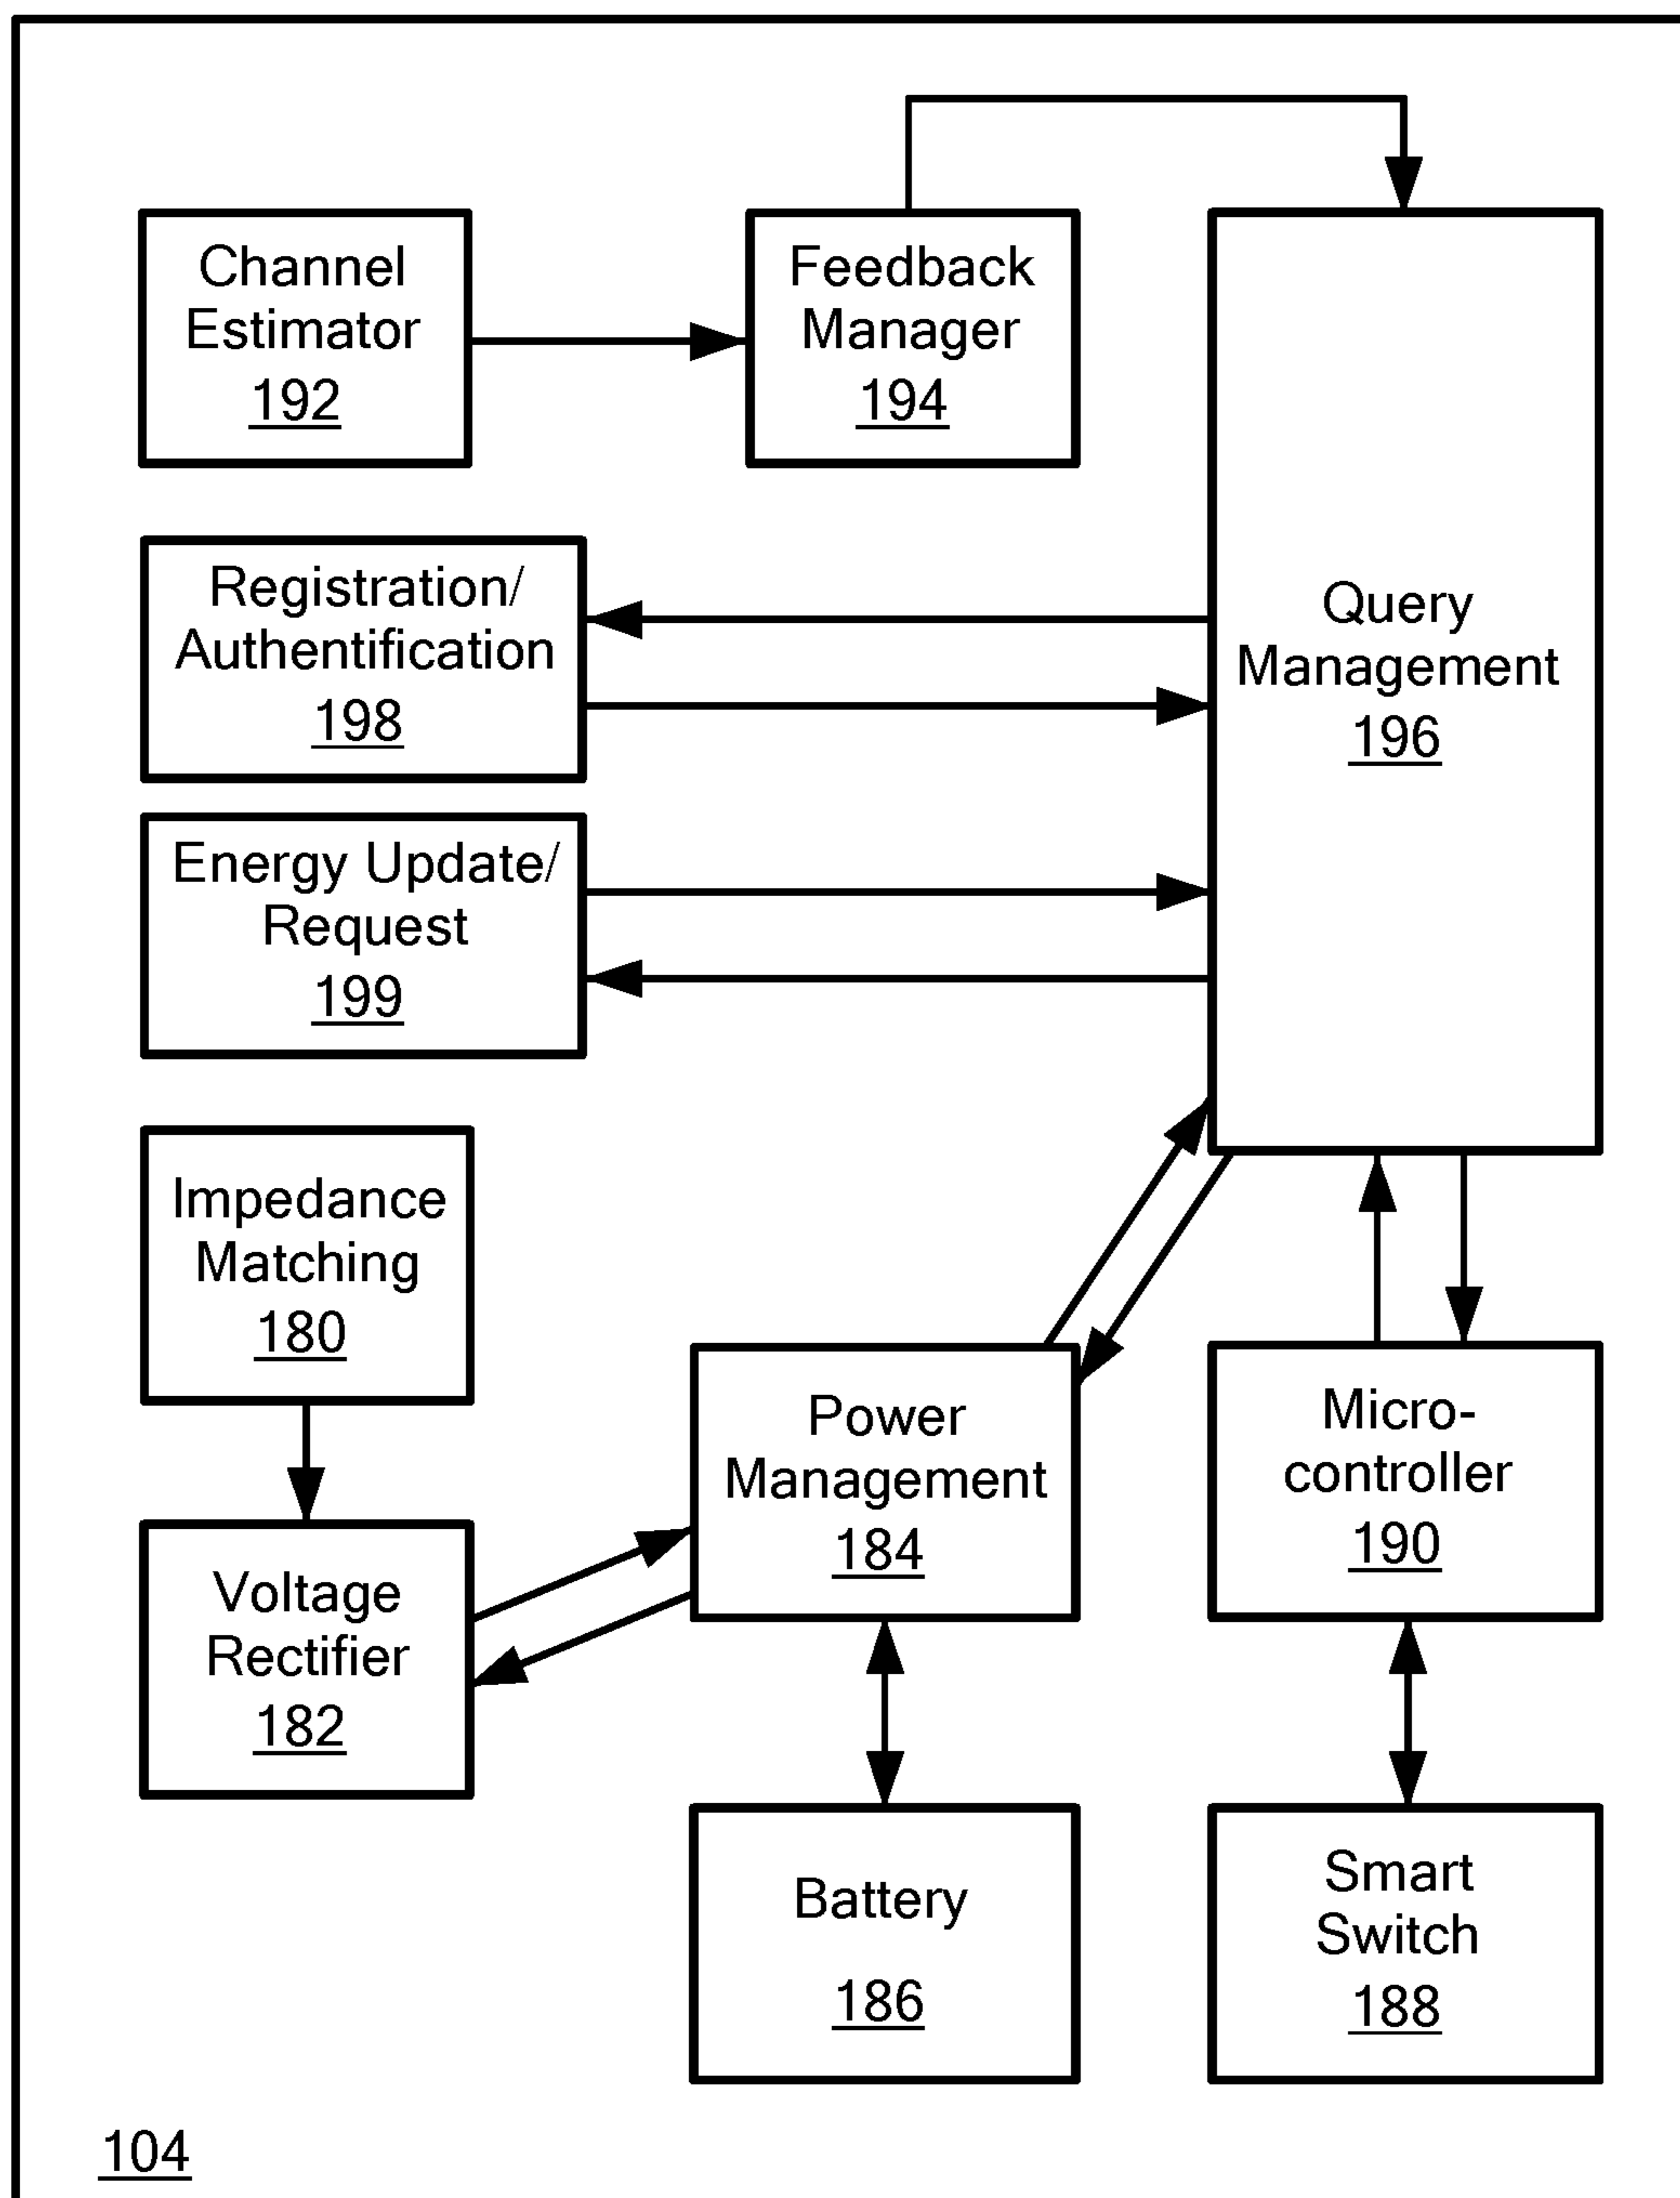 Channel
Estimator
192
Feedback
Manager
194
Query
Management
196
Registration/
Authentification
198
Energy Update/
Request
199
Impedance
Matching
180
Power
Management
184
Micro-
controller
190
Voltage
Rectifier
182
Battery
186
Smart
Switch
188
104